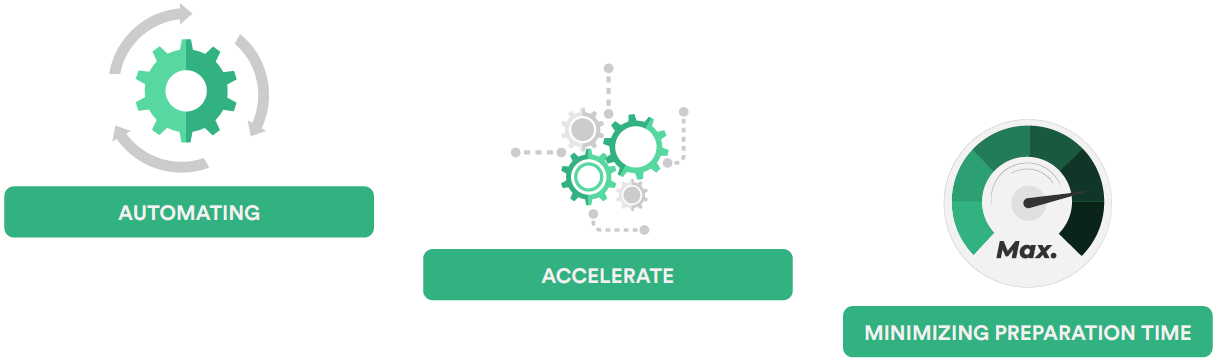 AUTOMATING
ACCELERATE
Max.
MINIMIZING PREPARATION TIME